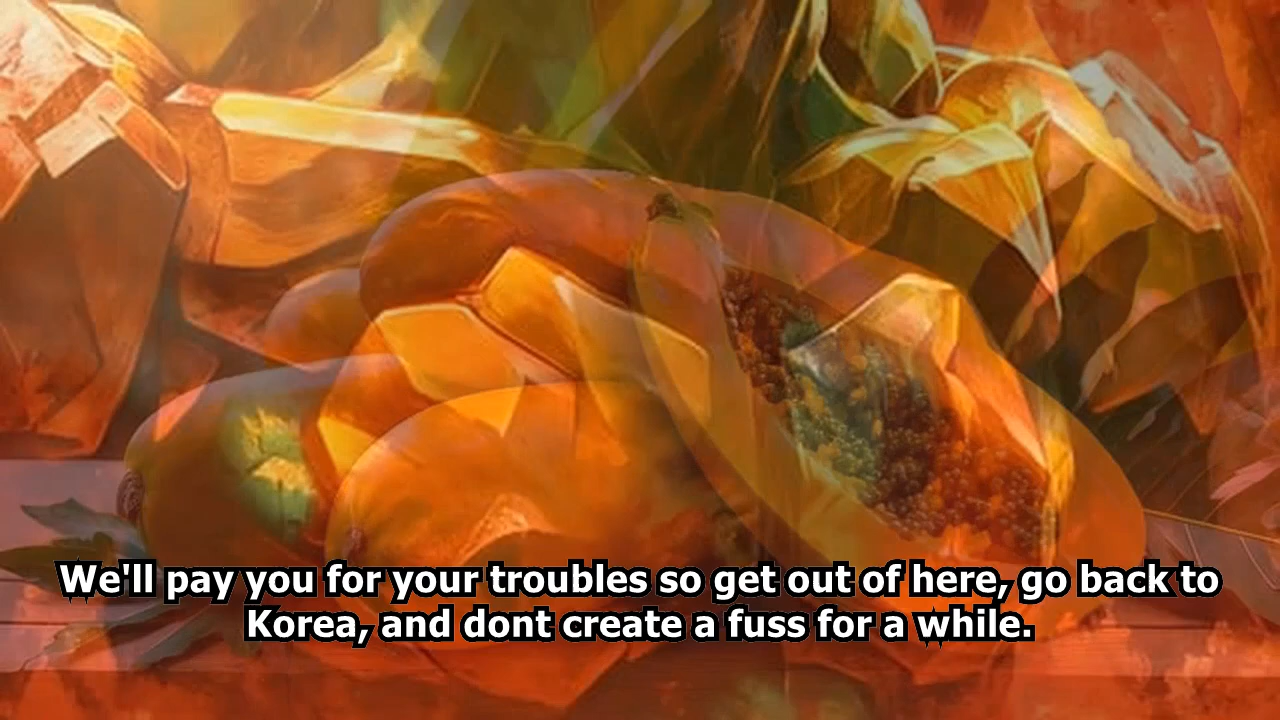 We'll pay you for your troubles so get out of here, go back to
Korea, and dont create a fuss for a while.